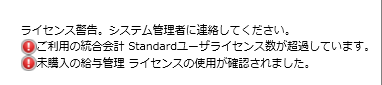 ライセンス警告。システム管理者に連絡してください。
ご利用の統合会計 Standardユーザライセンス数が超過しています。
未購入の給与管理 ライセンスの使用が確認されました。